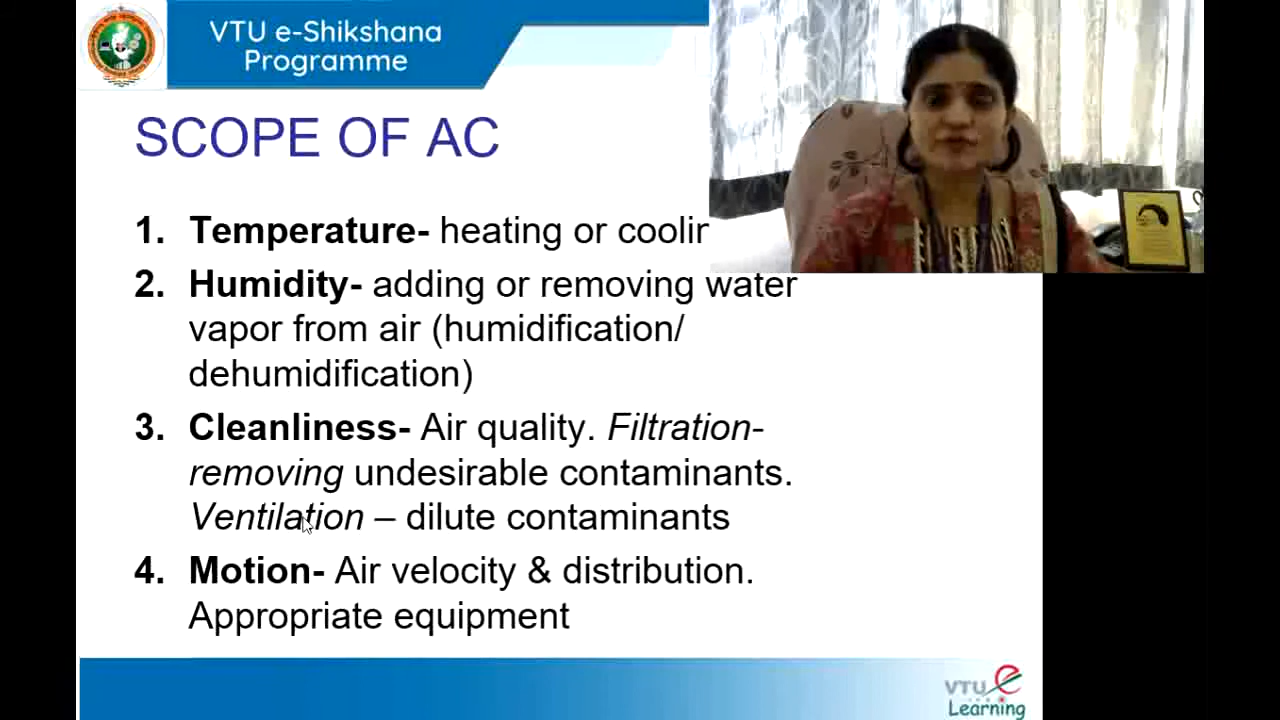 VTU e-Shikshana
Programme
SCOPE OF AC
1. Temperature- heating or coolin
2. Humidity- adding or removing water
vapor from air (humidification/
dehumidification)
3. Cleanliness- Air quality. Filtration-
removing undesirable contaminants.
Ventilation – dilute contaminants
4. Motion- Air velocity & distribution.
Appropriate equipment
VTU e
Learning